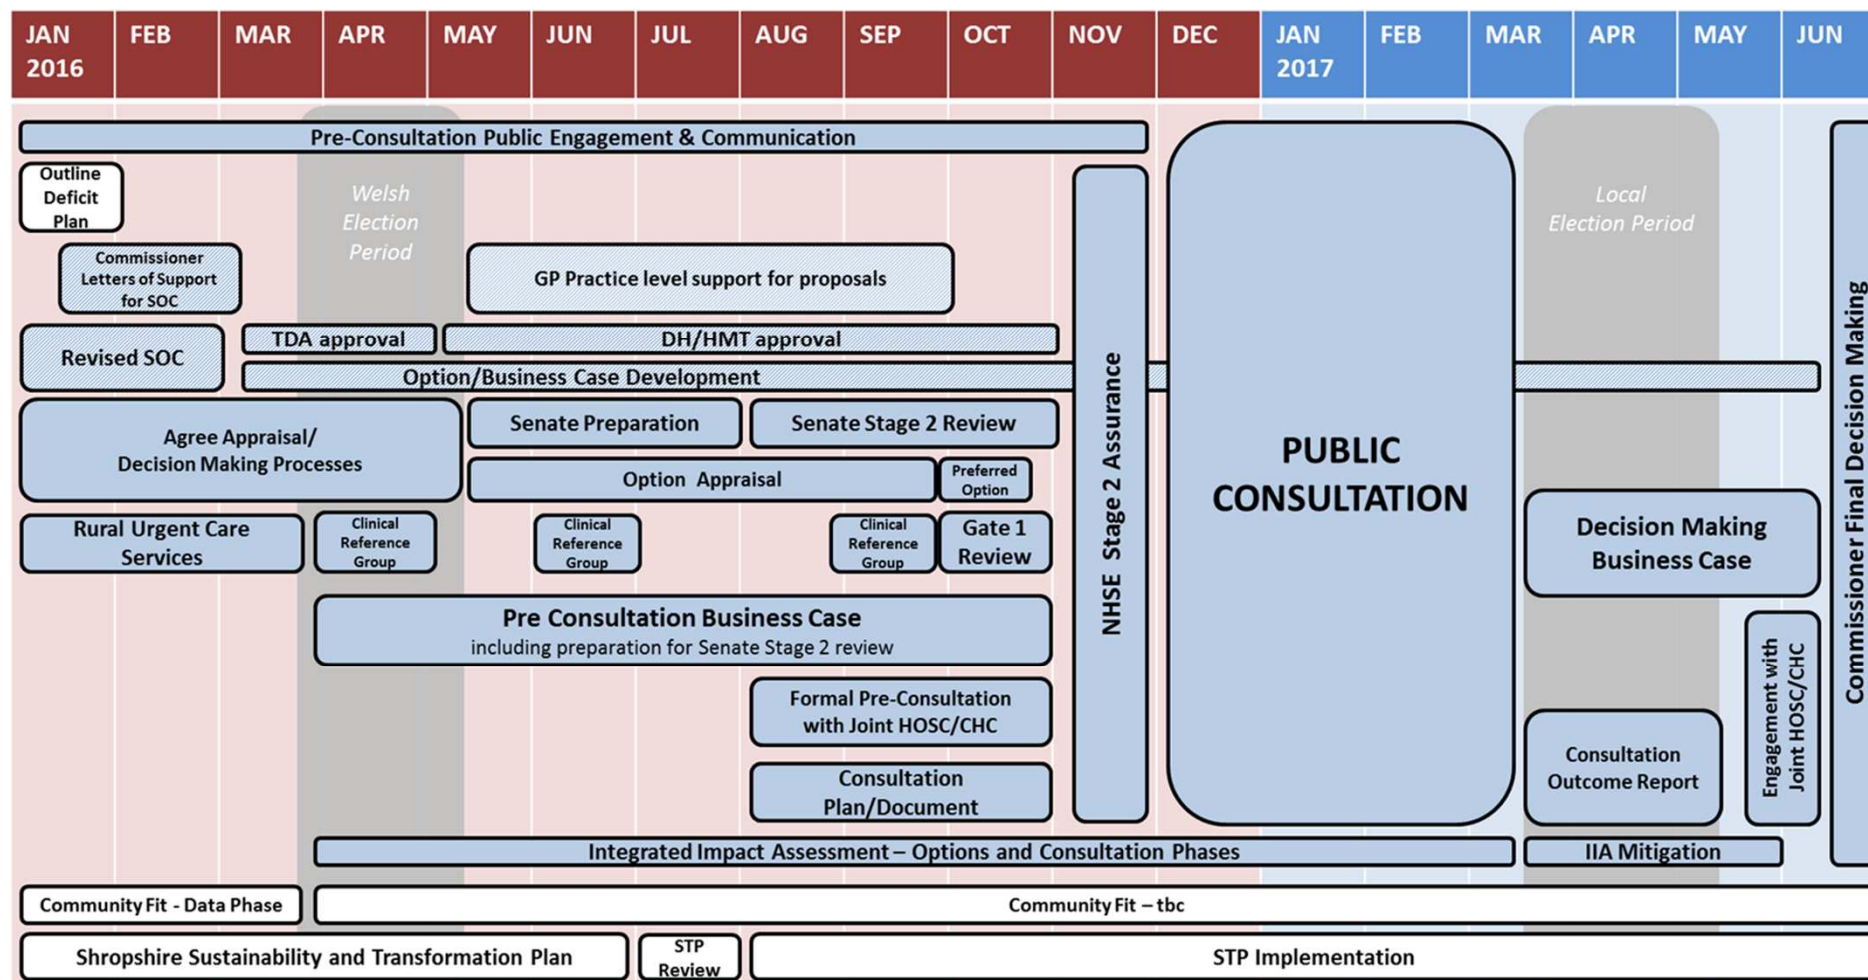 JAN 2016 FEB MAR APR MAY JUN JUL AUG SEP OCT NOV DEC JAN 2017 FEB MAR APR MAY JUN
Pre-Consultation Public Engagement & Communication
Outline
Deficit
Plan
Welsh
Election
Period
Local
Election Period
Commissioner
Letters of Support
for SOC
GP Practice level support for proposals
Revised SOC
TDA approval
DH/HMT approval
Option/Business Case Development
Agree Appraisal/
Decision Making Processes
Senate Preparation
Senate Stage 2 Review
Option Appraisal
Preferred
Option
Rural Urgent Care
Services
Clinical
Reference
Group
Clinical
Reference
Group
Clinical
Reference
Group
Gate 1
Review
Pre Consultation Business Case
including preparation for Senate Stage 2 review
Formal Pre-Consultation
with Joint HOSC/CHC
Consultation
Plan/Document
NHSE Stage 2 Assurance
PUBLIC
CONSULTATION
Decision Making
Business Case
Consultation
Outcome Report
Engagement with
Joint HOSC/CHC
Commissioner Final Decision Making
Integrated Impact Assessment – Options and Consultation Phases
IIA Mitigation
Community Fit - Data Phase
Community Fit – tbc
Shropshire Sustainability and Transformation Plan
STP
Review
STP Implementation